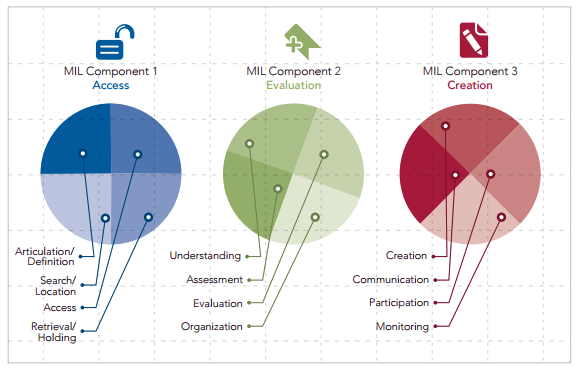 MIL Component 1
Access
MIL Component 2
Evaluation
MIL Component 3
Creation
Articulation/
Definition
Search/
Location
Access
Retrieval/
Holding
Understanding
Assessment
Evaluation
Organization
Creation
Communication
Participation
Monitoring